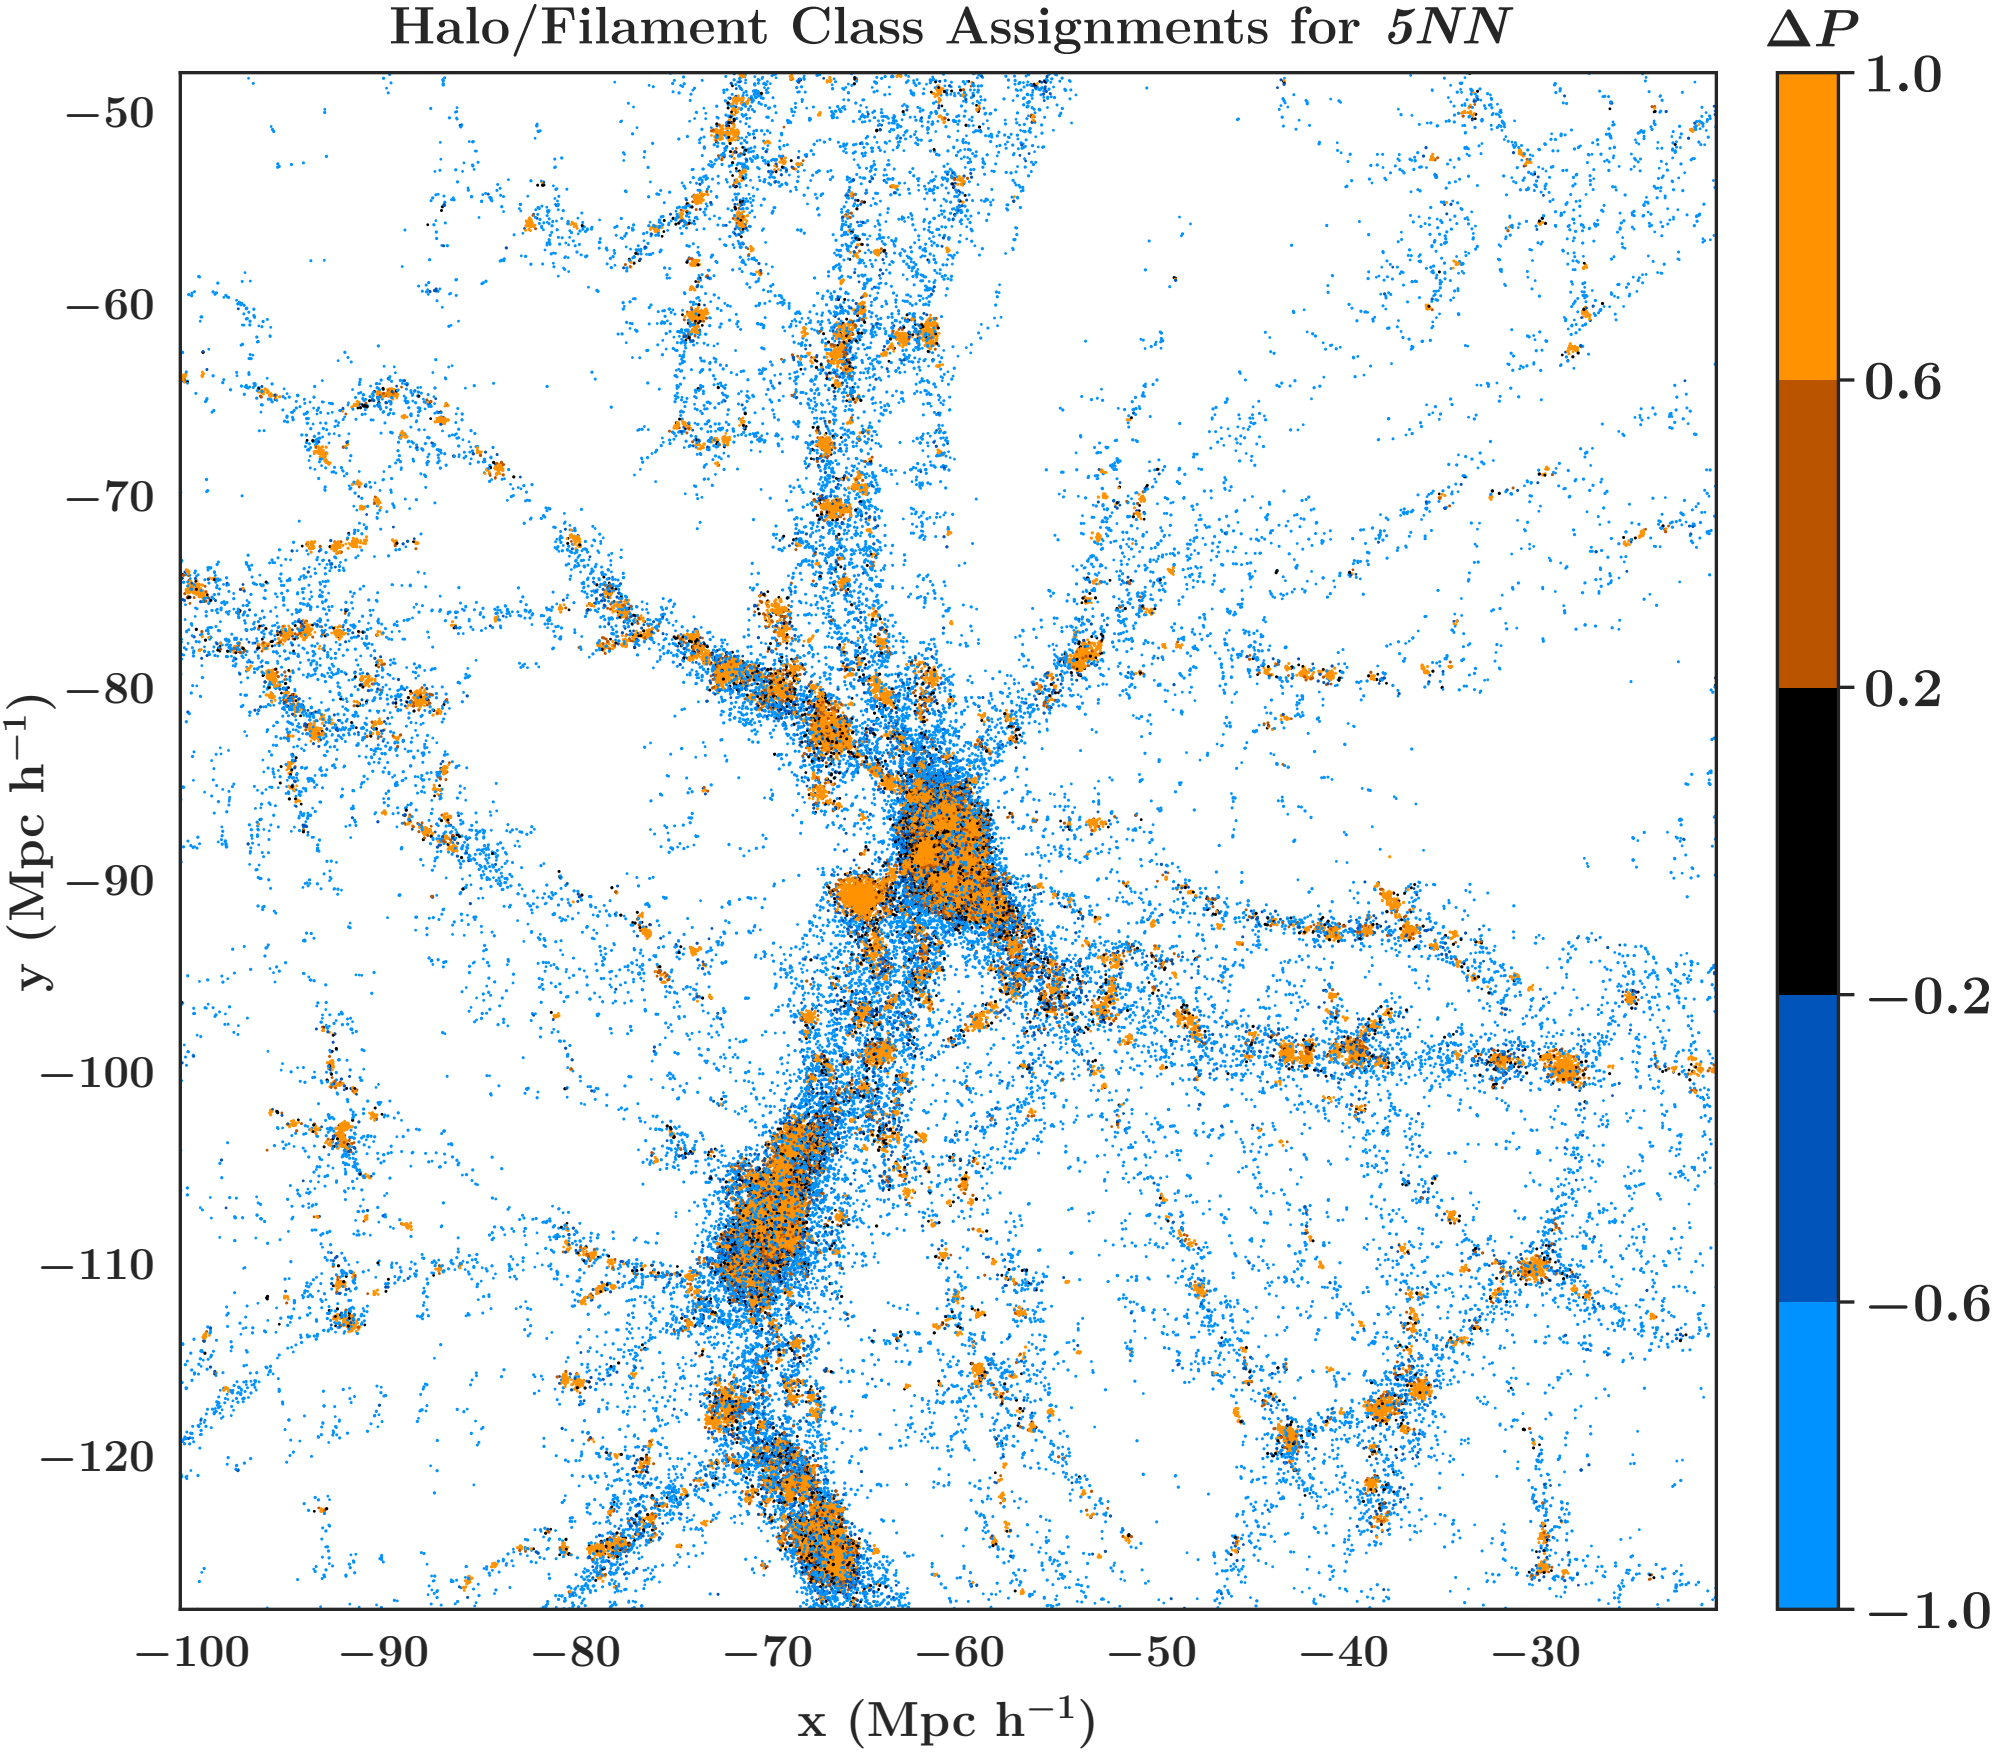 Halo/Filament Class Assignments for 5NN
ΔP
1.0
0.6
0.2
−0.2
−0.6
−1.0
y (Mpc h⁻¹)
−50
−60
−70
−80
−90
−100
−110
−120
−100 −90 −80 −70 −60 −50 −40 −30
x (Mpc h⁻¹)